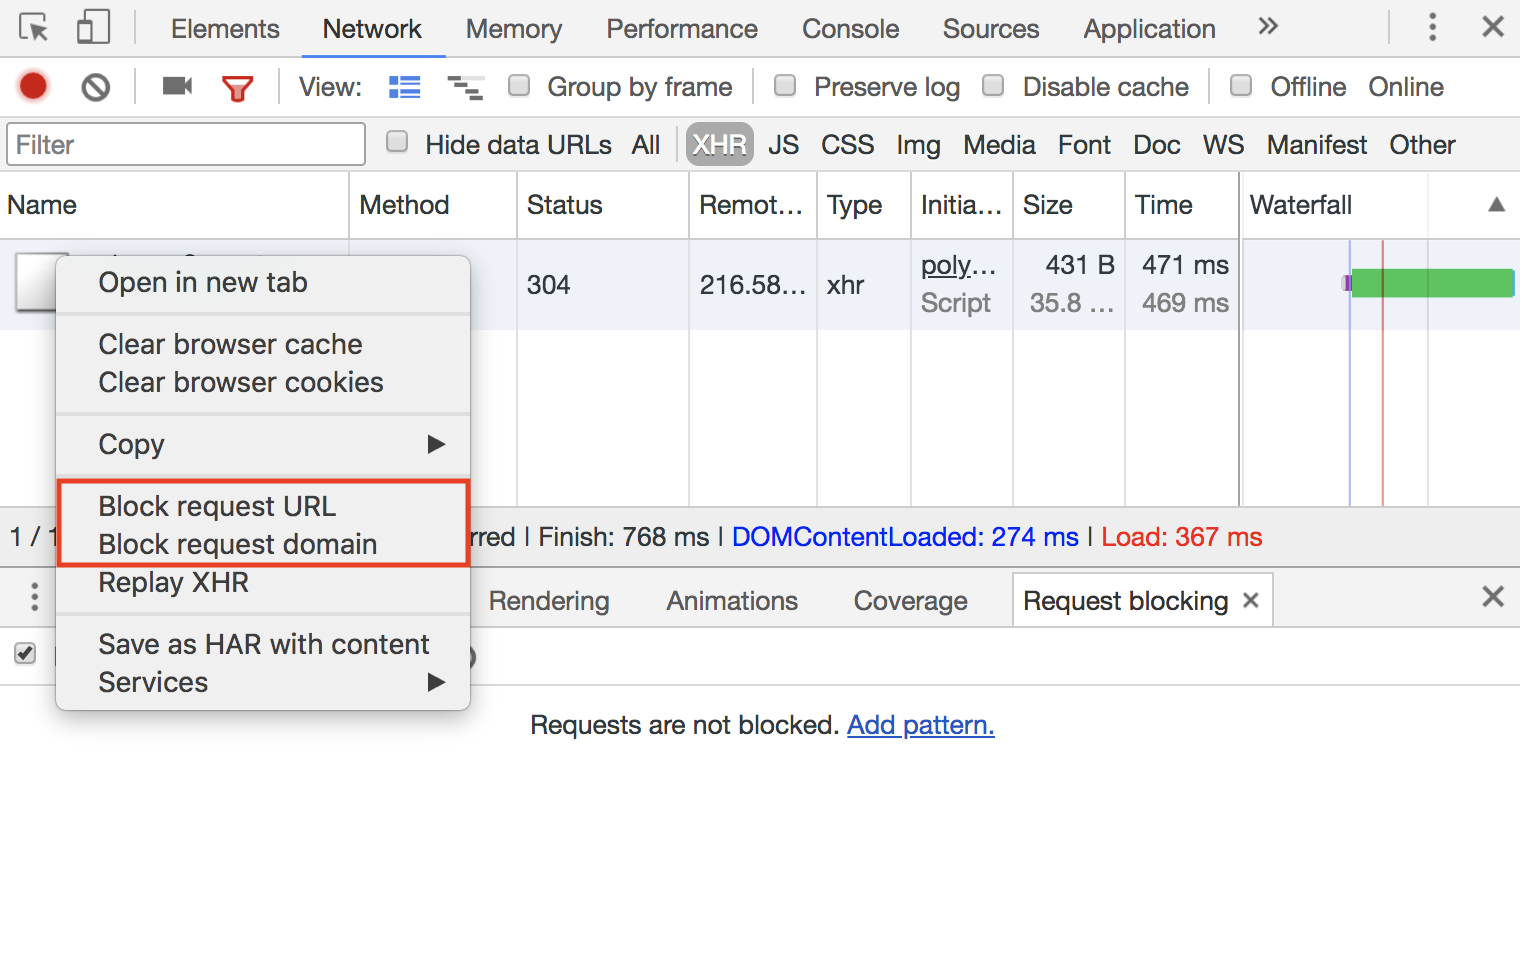 Elements Network Memory Performance Console Sources Application »
View: Group by frame Preserve log Disable cache Offline Online
Filter Hide data URLs All XHR JS CSS Img Media Font Doc WS Manifest Other
Name Method Status Remot… Type Initia… Size Time Waterfall
304 216.58… xhr poly… 431 B 471 ms
Script 35.8 … 469 ms
Open in new tab
Clear browser cache
Clear browser cookies
Copy
Block request URL
Block request domain
Replay XHR
Save as HAR with content
Services
1 / 1 rred | Finish: 768 ms | DOMContentLoaded: 274 ms | Load: 367 ms
Rendering Animations Coverage Request blocking
Requests are not blocked. Add pattern.